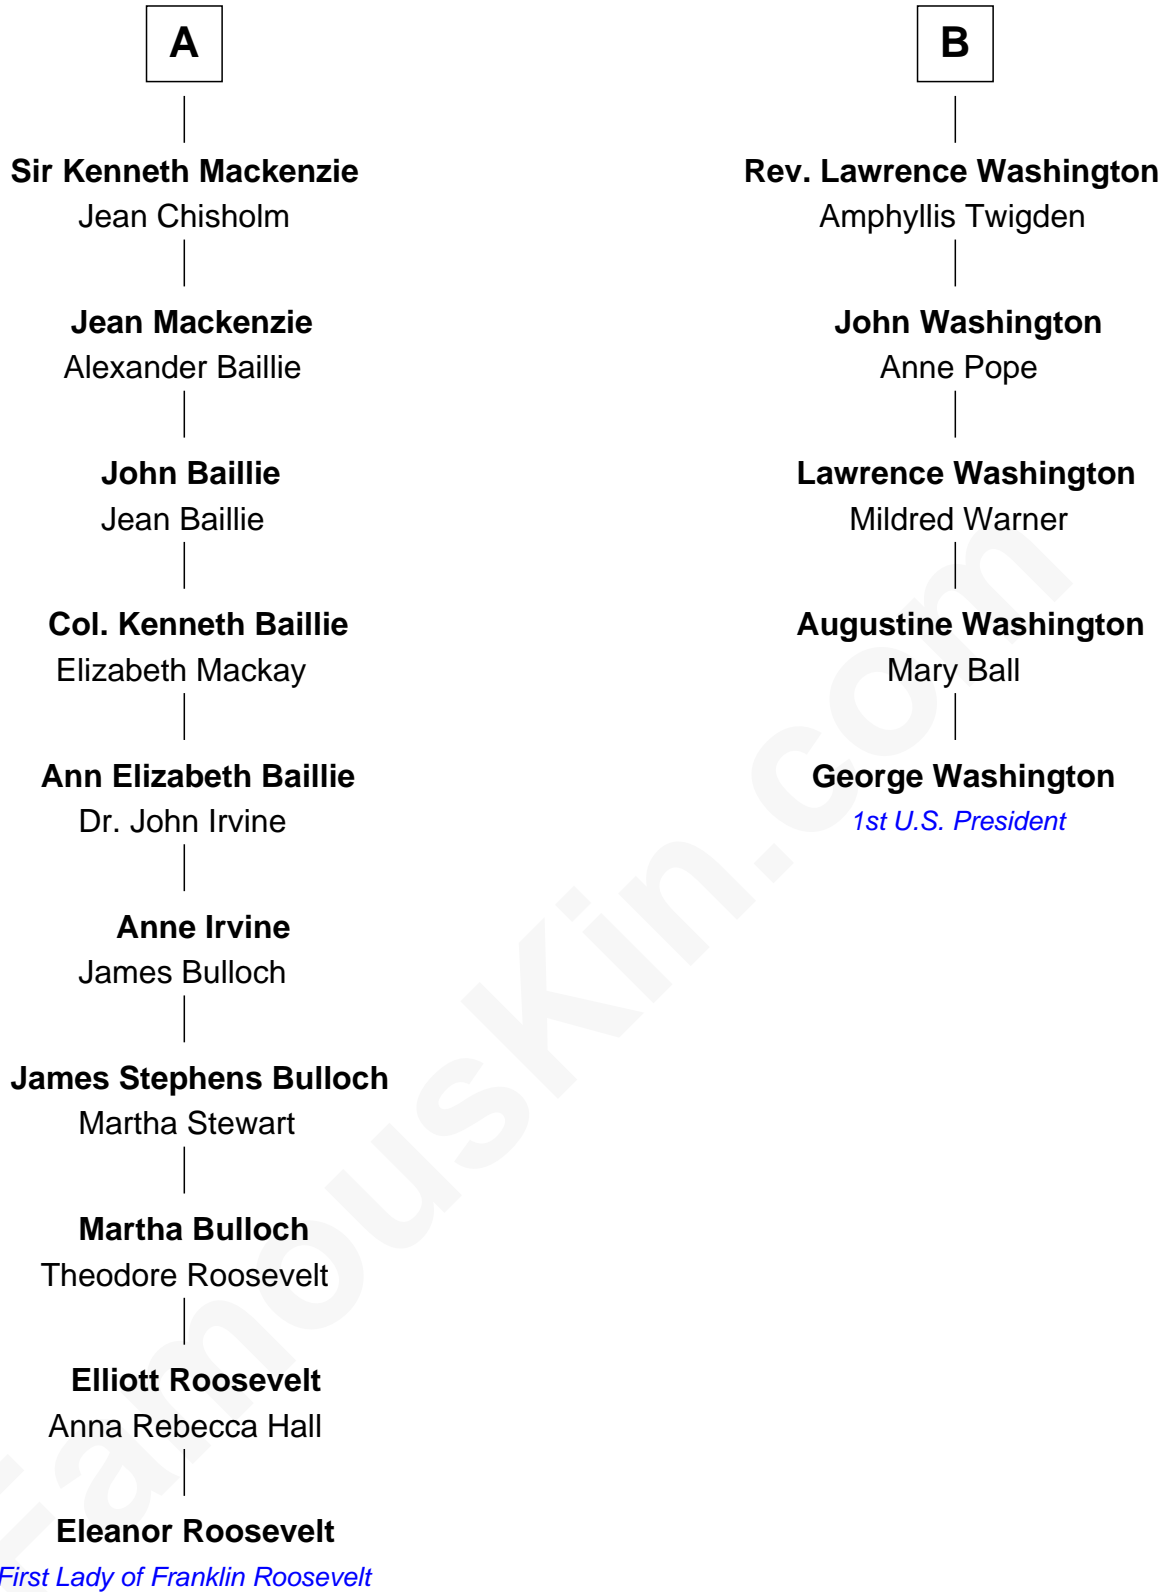 A
Sir Kenneth Mackenzie
Jean Chisholm
Jean Mackenzie
Alexander Baillie
John Baillie
Jean Baillie
Col. Kenneth Baillie
Elizabeth Mackay
Ann Elizabeth Baillie
Dr. John Irvine
Anne Irvine
James Bulloch
James Stephens Bulloch
Martha Stewart
Martha Bulloch
Theodore Roosevelt
Elliott Roosevelt
Anna Rebecca Hall
Eleanor Roosevelt
First Lady of Franklin Roosevelt
B
Rev. Lawrence Washington
Amphyllis Twigden
John Washington
Anne Pope
Lawrence Washington
Mildred Warner
Augustine Washington
Mary Ball
George Washington
1st U.S. President
FamousKin.com